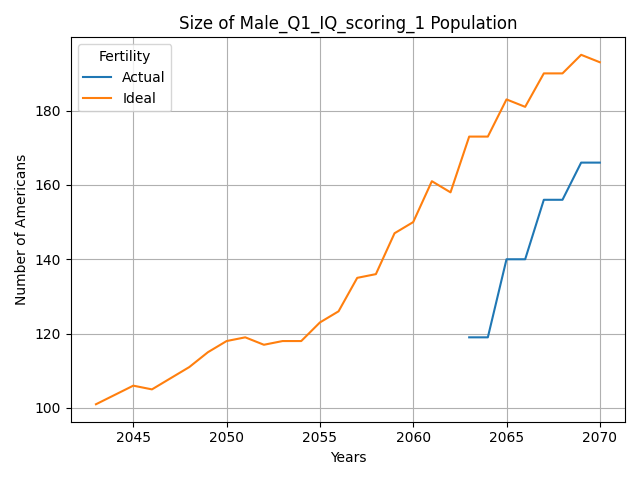 Size of Male_Q1_IQ_scoring_1 Population
Fertility
Actual
Ideal
Number of Americans
180
160
140
120
100
2045 2050 2055 2060 2065 2070
Years